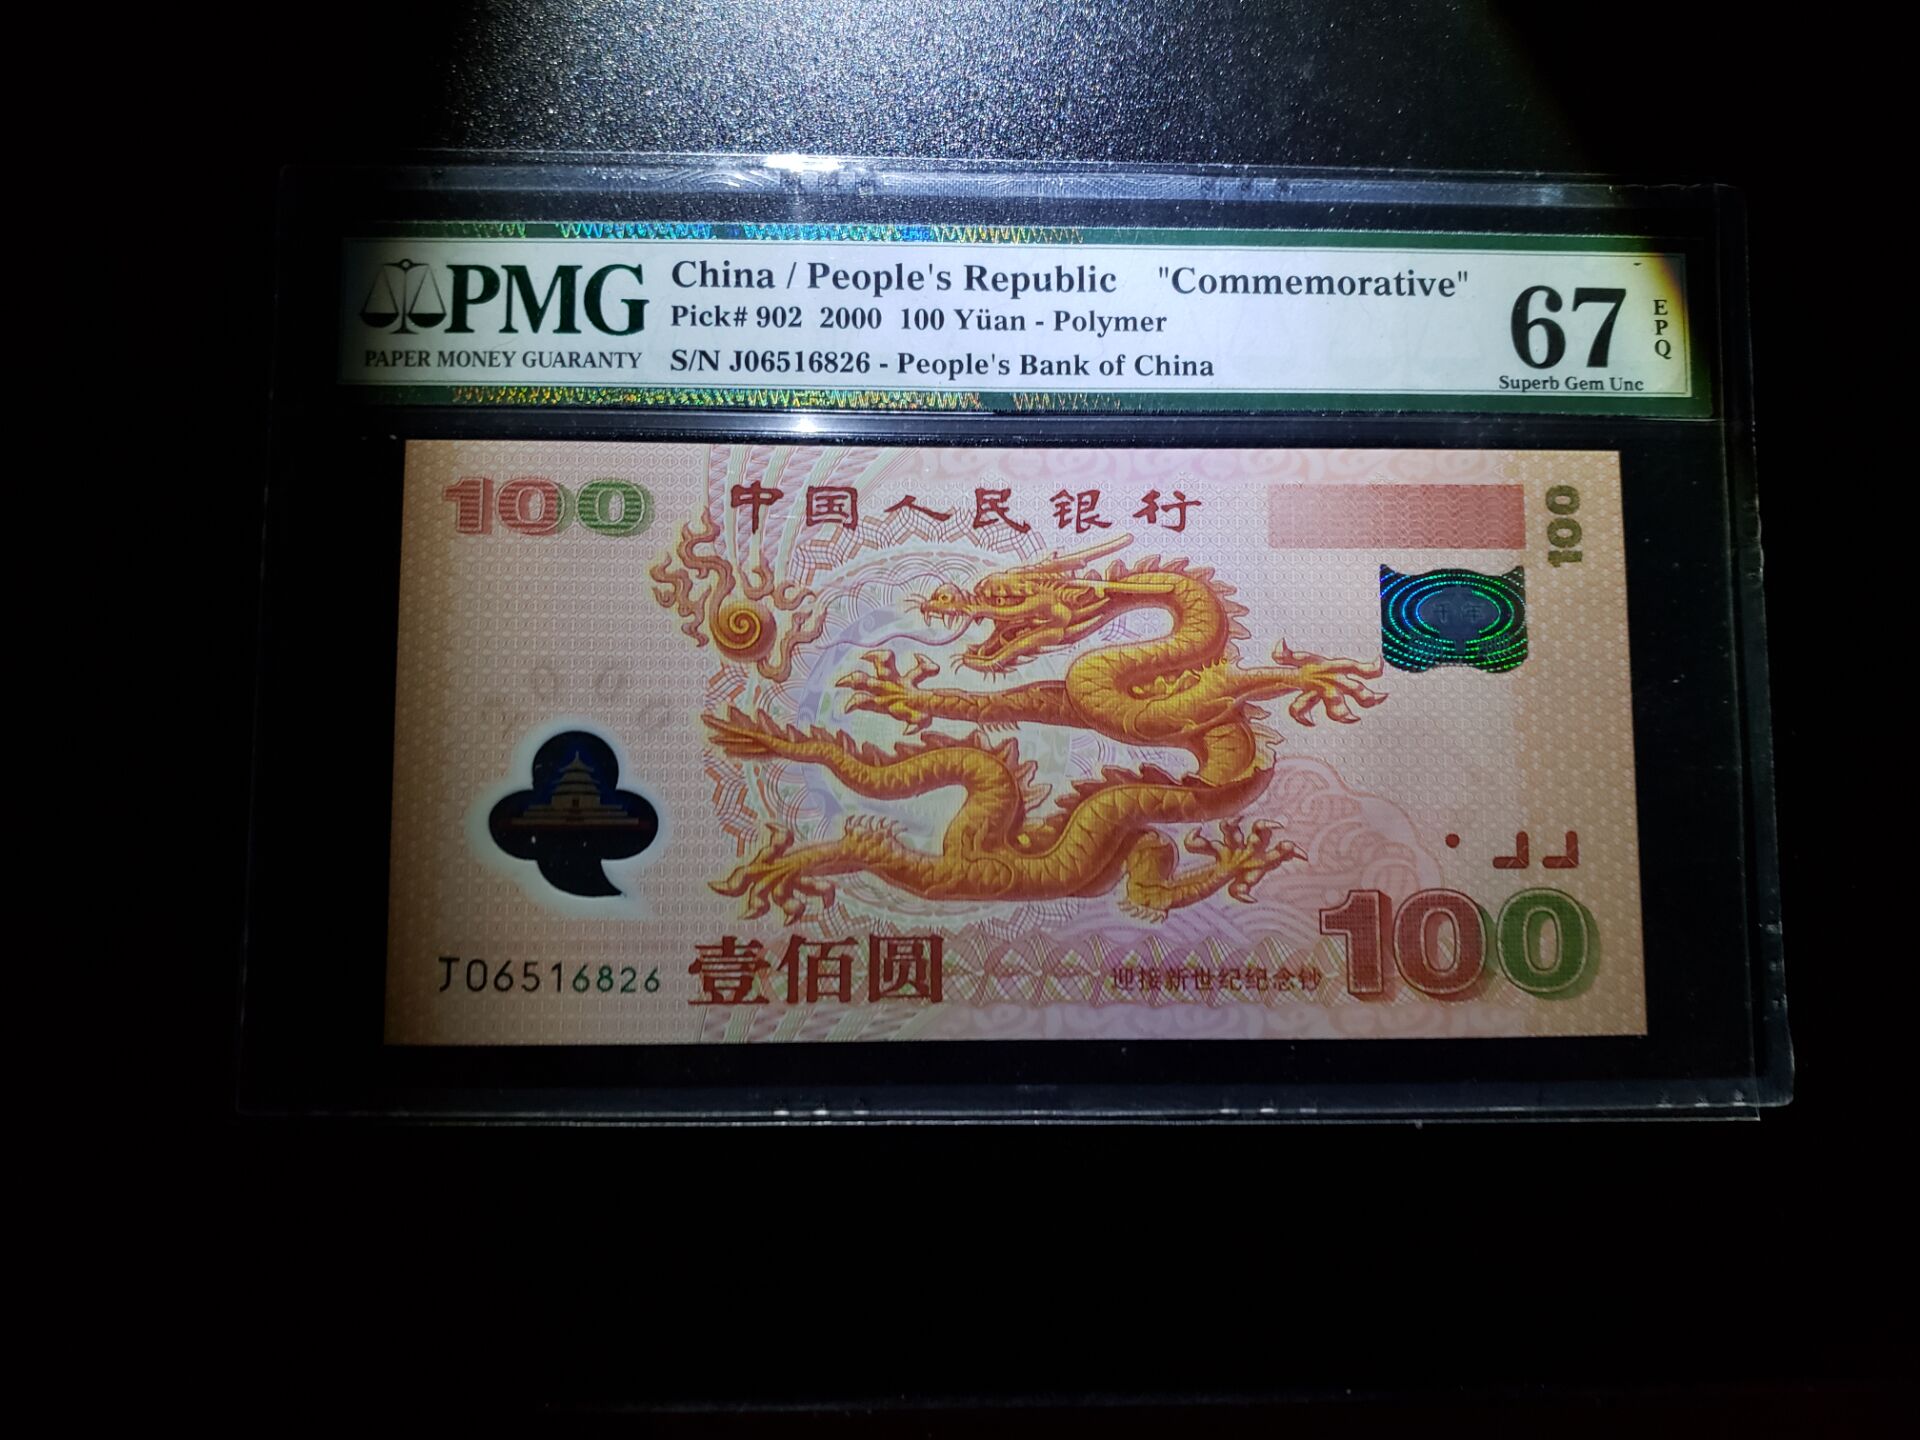 PMG
PAPER MONEY GUARANTY
China / People's Republic "Commemorative"
Pick# 902 2000 100 Yüan - Polymer
S/N J06516826 - People's Bank of China
67
EPQ
Superb Gem Unc
100
中国人民银行
100
千年
J06516826
壹佰圆
迎接新世纪纪念钞
100